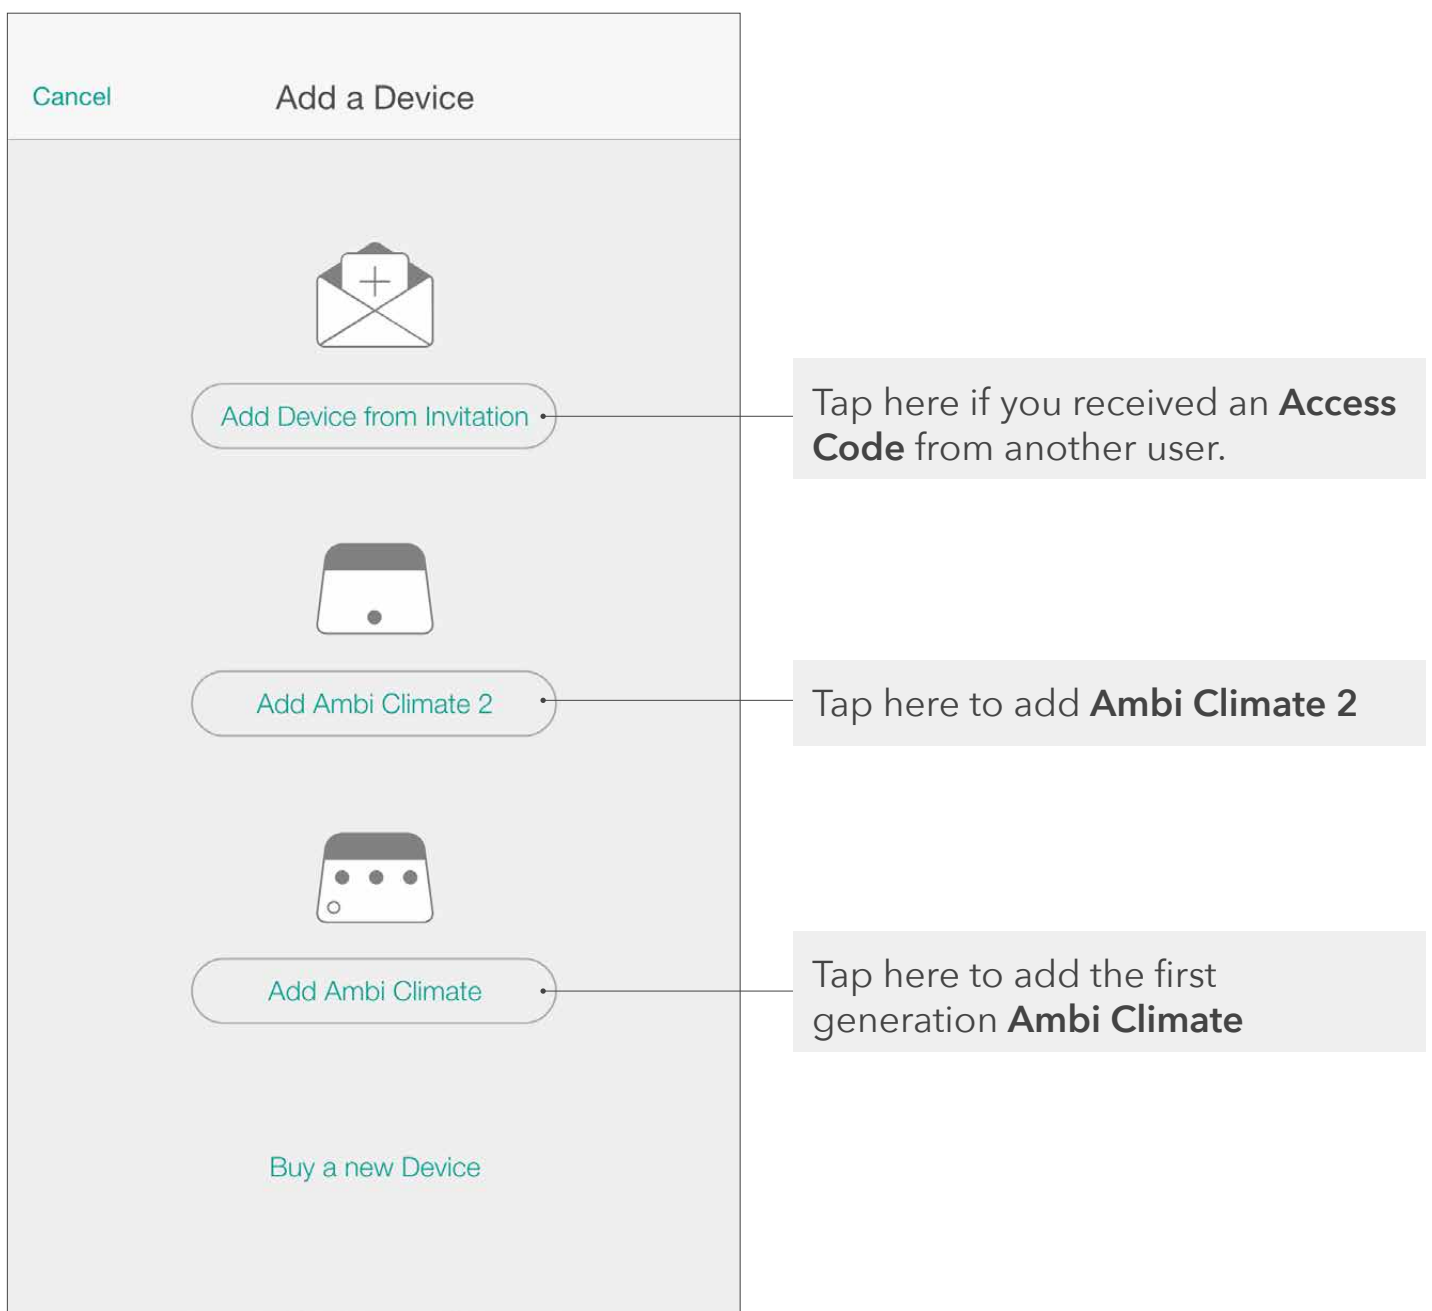 Cancel
Add a Device
Add Device from Invitation
Tap here if you received an Access
Code from another user.
Add Ambi Climate 2
Tap here to add Ambi Climate 2
Add Ambi Climate
Tap here to add the first
generation Ambi Climate
Buy a new Device